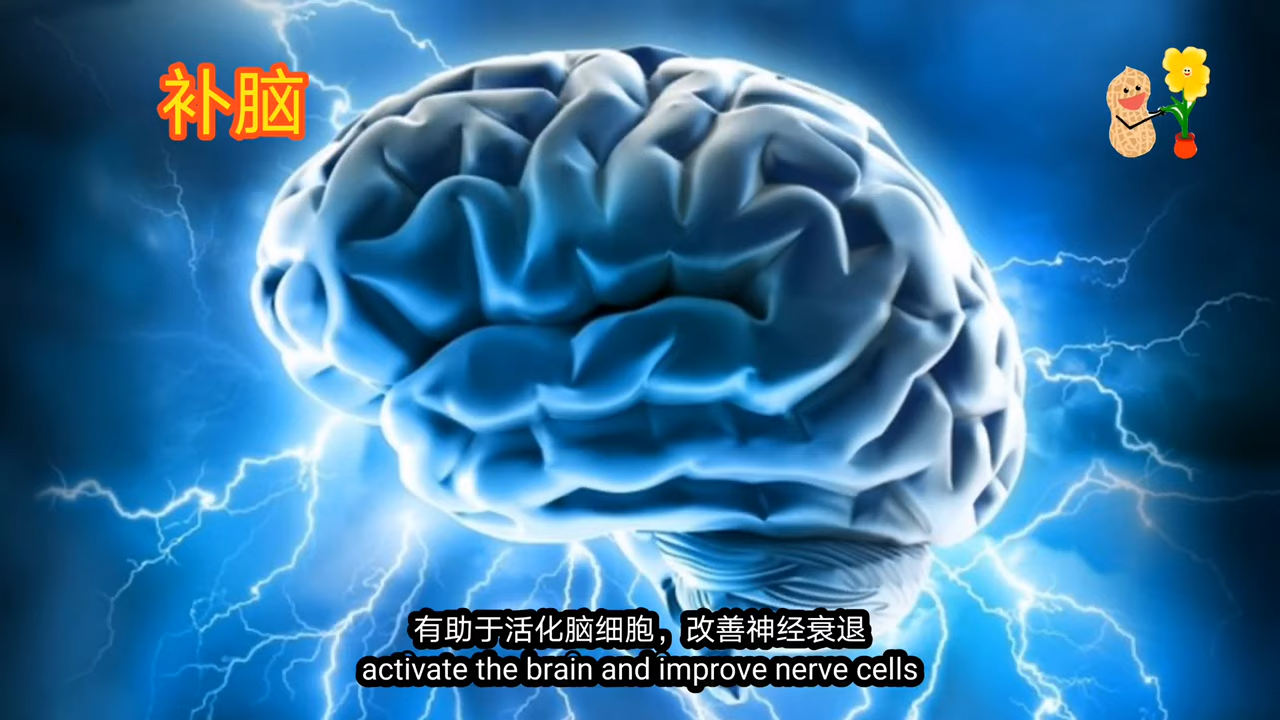 补脑
有助于活化脑细胞，改善神经衰退
activate the brain and improve nerve cells